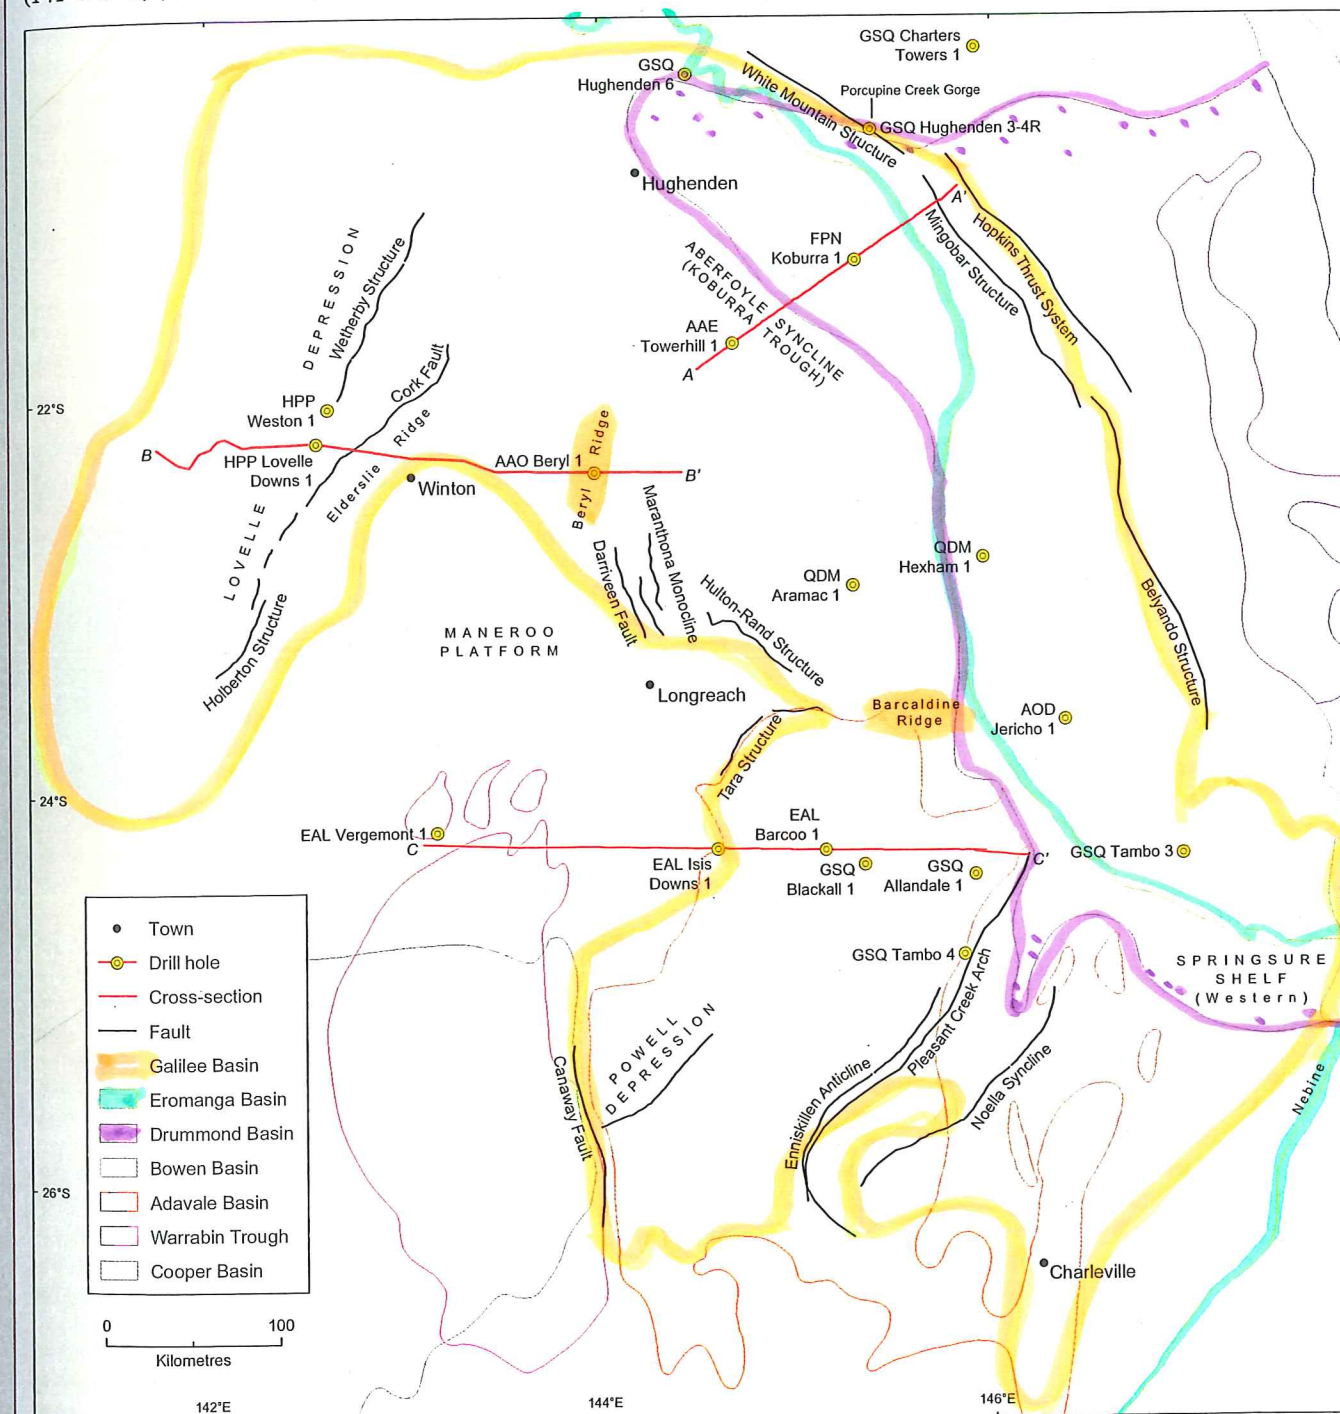 GSQ Charters
Towers 1
GSQ
Hughenden 6
White Mountain Structure
Porcupine Creek Gorge
GSQ Hughenden 3-4R
Hughenden
A'
Hopkins Thrust System
Mingobar Structure
FPN
Koburra 1
ABERFOYLE SYNCLINE
(KOBURRA TROUGH)
AAE
Towerhill 1
A
DEPRESSION
Wetherby Structure
Cork Fault
22°S
HPP
Weston 1
B
HPP Lovelle
Downs 1
Elderslie Ridge
AAO Beryl 1
Beryl Ridge
B'
Winton
LOVELLE
Maranthona Monocline
Darriveen Fault
Hulton-Rand Structure
QDM
Aramac 1
QDM
Hexham 1
Belyando Structure
Holberton Structure
MANEROO
PLATFORM
Longreach
Barcaldine
Ridge
AOD
Jericho 1
Tara Structure
24°S
EAL Vergemont 1
C
EAL
Barcoo 1
EAL Isis
Downs 1
GSQ
Blackall 1
GSQ
Allandale 1
C'
GSQ Tambo 3
GSQ Tambo 4
SPRINGSURE
SHELF
(Western)
Pleasant Creek Arch
POWELL
DEPRESSION
Canaway Fault
Enniskillen Anticline
Noella Syncline
Nebine
26°S
Charleville
Town
Drill hole
Cross-section
Fault
Galilee Basin
Eromanga Basin
Drummond Basin
Bowen Basin
Adavale Basin
Warrabin Trough
Cooper Basin
0 100
Kilometres
142°E
144°E
146°E